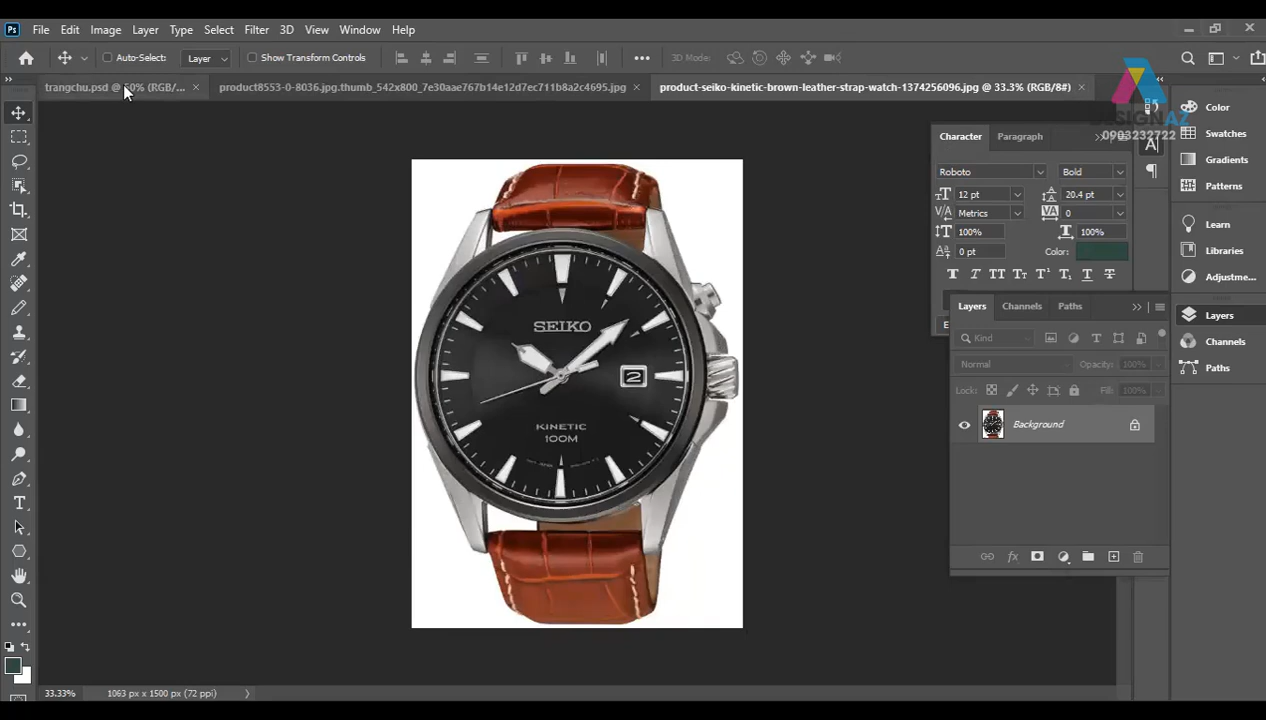 Ps File Edit Image Layer Type Select Filter 3D View Window Help
Auto-Select: Layer Show Transform Controls 3D Mode:
trangchu.psd @ 50% (RGB/... × product8553-0-8036.jpg.thumb_542x800_7e30aae767b14e12d7ec711b8a2c4695.jpg × product-seiko-kinetic-brown-leather-strap-watch-1374256096.jpg @ 33.3% (RGB/8#) ×
DESIGNAZ
0903232722
Character Paragraph
Roboto Bold
12 pt 20.4 pt
Metrics 0
100% 100%
0 pt Color:
Layers Channels Paths
Kind
Normal Opacity: 100%
Lock: Fill: 100%
Background
Color
Swatches
Gradients
Patterns
Learn
Libraries
Adjustme...
Layers
Channels
Paths
SEIKO
2
KINETIC
100M
33.33% 1063 px x 1500 px (72 ppi)